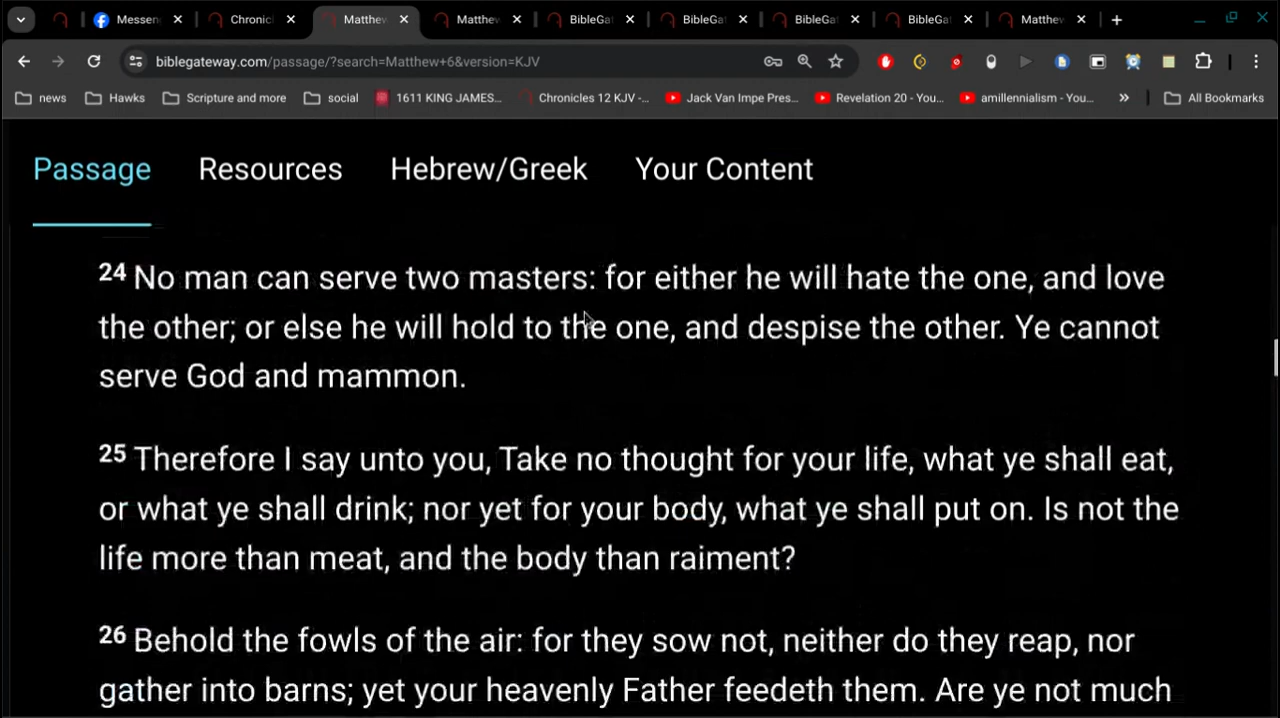 Messen
Chronicl
Matthew
Matthew
BibleGat
BibleGat
BibleGat
BibleGat
Matthew
biblegateway.com/passage/?search=Matthew+6&version=KJV
news
Hawks
Scripture and more
social
1611 KING JAMES...
Chronicles 12 KJV -...
Jack Van Impe Pres...
Revelation 20 - You...
amillennialism - You...
All Bookmarks
Passage
Resources
Hebrew/Greek
Your Content
24 No man can serve two masters: for either he will hate the one, and love
the other; or else he will hold to the one, and despise the other. Ye cannot
serve God and mammon.
25 Therefore I say unto you, Take no thought for your life, what ye shall eat,
or what ye shall drink; nor yet for your body, what ye shall put on. Is not the
life more than meat, and the body than raiment?
26 Behold the fowls of the air: for they sow not, neither do they reap, nor
gather into barns; yet your heavenly Father feedeth them. Are ye not much